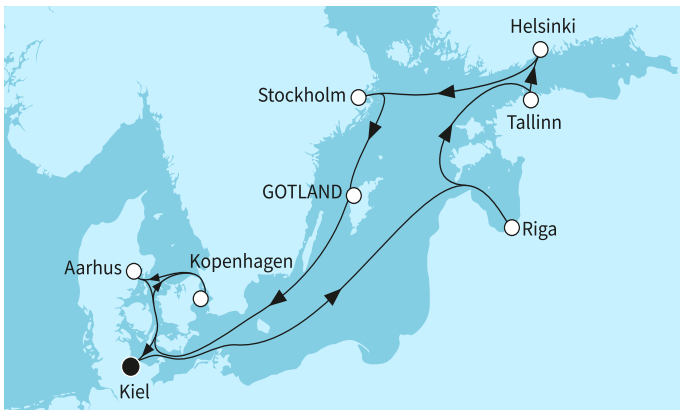 Helsinki
Stockholm
Tallinn
GOTLAND
Riga
Kopenhagen
Aarhus
Kiel